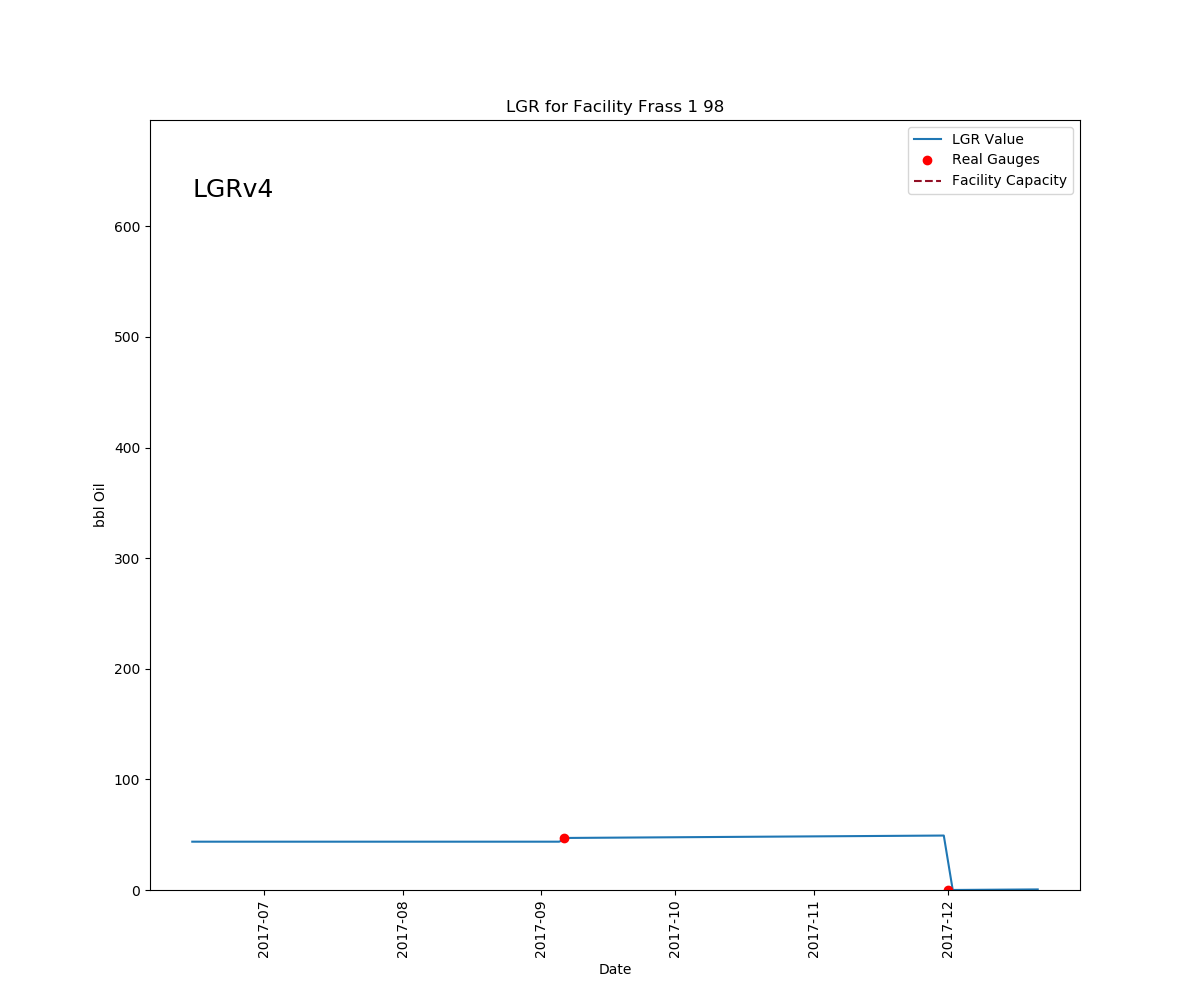 LGR for Facility Frass 1 98
LGR Value
Real Gauges
Facility Capacity
LGRv4
600
500
400
300
200
100
0
bbl Oil
2017-07
2017-08
2017-09
2017-10
2017-11
2017-12
Date